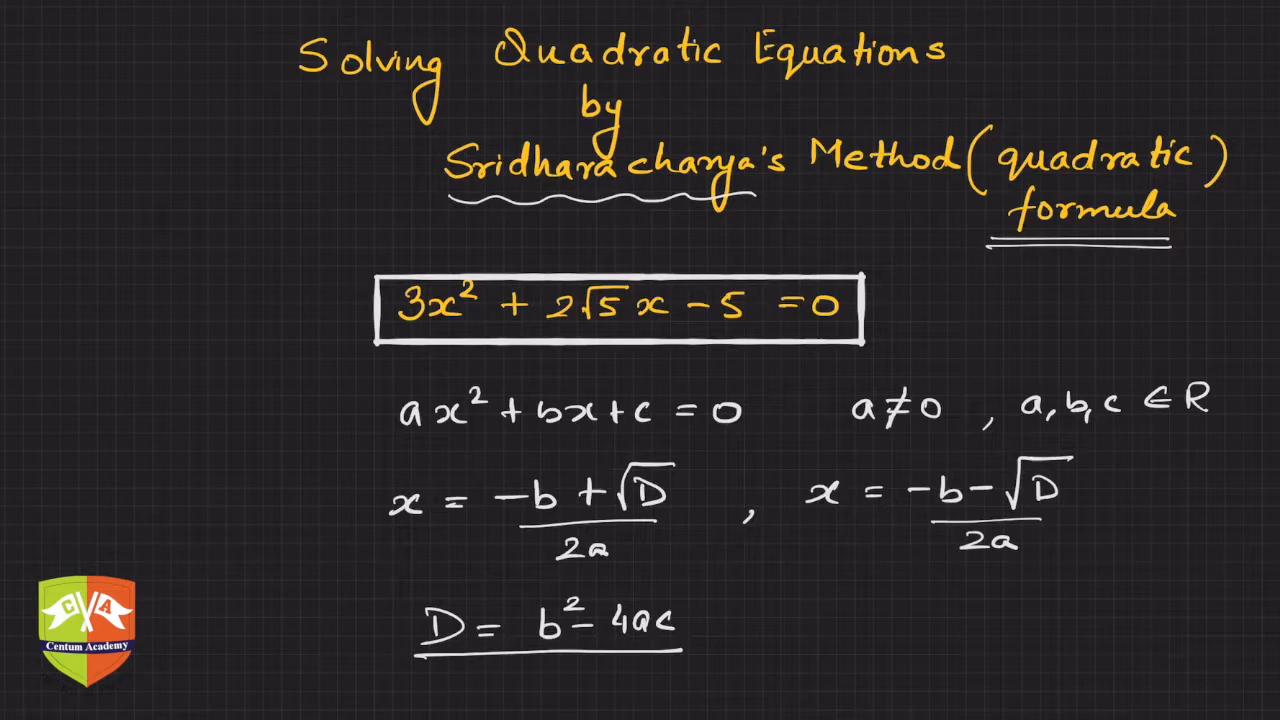 Solving Quadratic Equations
by
Sridharacharya's Method (quadratic formula)
3x² + 2√5x - 5 = 0
ax² + bx + c = 0   a ≠ 0 , a, b, c ∈ R
x = (-b + √D)/2a , x = (-b - √D)/2a
D = b² - 4ac
C A
Centum Academy